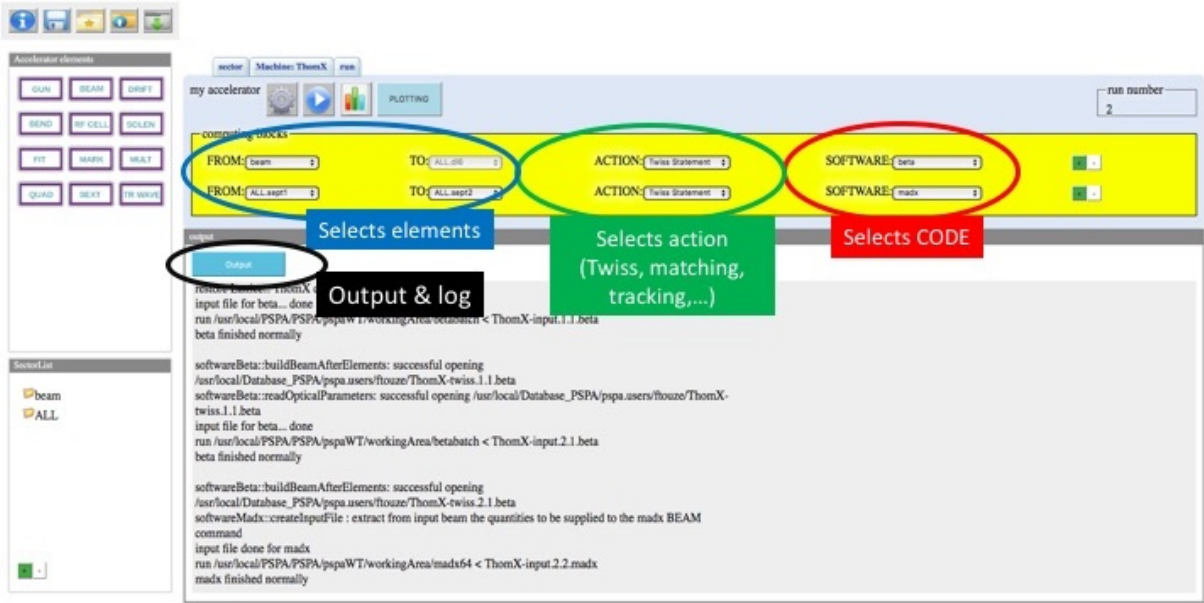 Accelerator elements
GUN BEAM DRIFT
BEND RF CELL SOLEN
FIT MARK MULT
QUAD SEXT TR WAVE
SectorList
beam
ALL
sector Machine: ThomX run
my accelerator PLOTTING
run number
2
computing blocks
FROM: beam TO: ALL.dl6 ACTION: Twiss Statement SOFTWARE: beta
FROM: ALL.sept1 TO: ALL.sept2 ACTION: Twiss Statement SOFTWARE: madx
Selects elements
Selects action
(Twiss, matching,
tracking,...)
Selects CODE
output
Output
Output & log
ThomX
input file for beta... done
run /usr/local/PSPA/PSPA/pspaWT/workingArea/betabatch < ThomX-input.1.1.beta
beta finished normally
softwareBeta::buildBeamAfterElements: successful opening
/usr/local/Database_PSPA/pspa.users/ftouze/ThomX-twiss.1.1.beta
softwareBeta::readOpticalParameters: successful opening /usr/local/Database_PSPA/pspa.users/ftouze/ThomX-
twiss.1.1.beta
input file for beta... done
run /usr/local/PSPA/PSPA/pspaWT/workingArea/betabatch < ThomX-input.2.1.beta
beta finished normally
softwareBeta::buildBeamAfterElements: successful opening
/usr/local/Database_PSPA/pspa.users/ftouze/ThomX-twiss.2.1.beta
softwareMadx::createInputFile : extract from input beam the quantities to be supplied to the madx BEAM
command
input file done for madx
run /usr/local/PSPA/PSPA/pspaWT/workingArea/madx64 < ThomX-input.2.2.madx
madx finished normally